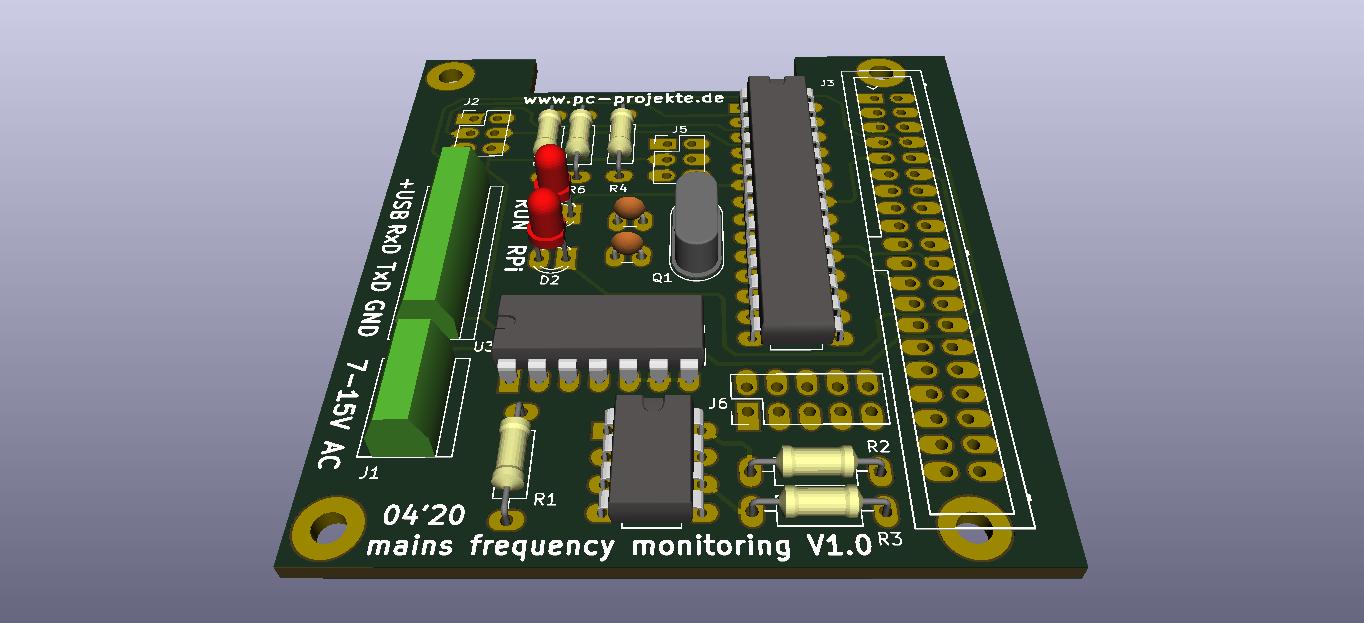 www.pc-projekte.de
J3
J2
J5
R6
R4
+USB RxD TxD GND
RUN
RPi
D2
Q1
U3
7-15V AC
J6
J1
R1
R2
R3
04'20
mains frequency monitoring V1.0